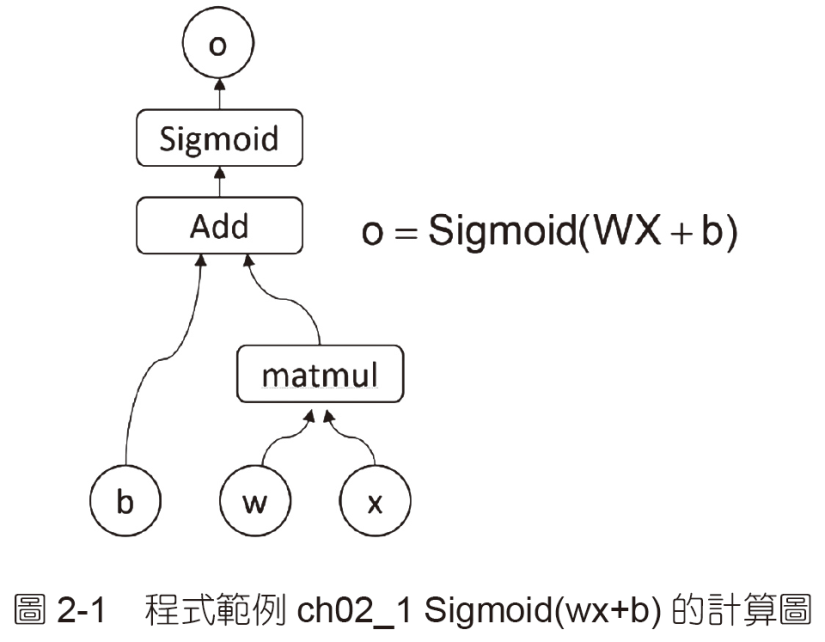 o
Sigmoid
Add
o = Sigmoid(WX + b)
matmul
b
w
x
圖 2-1 程式範例 ch02_1 Sigmoid(wx+b) 的計算圖